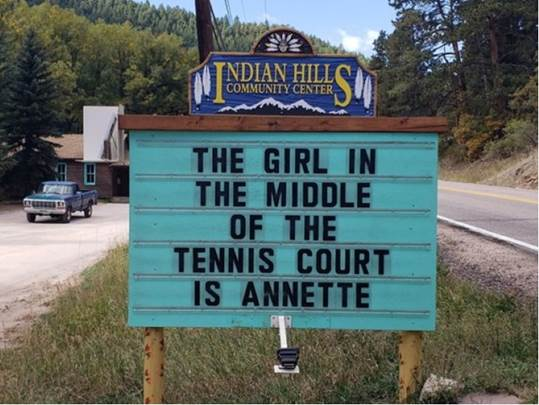 INDIAN HILLS
COMMUNITY CENTER
THE GIRL IN
THE MIDDLE
OF THE
TENNIS COURT
IS ANNETTE